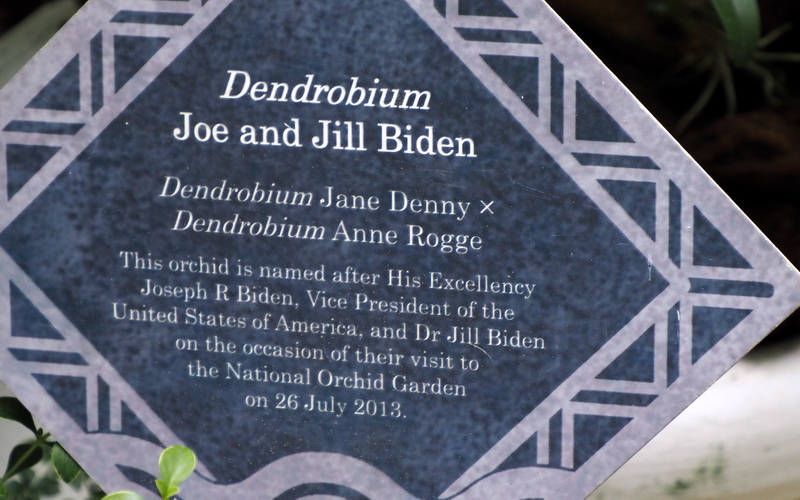 Dendrobium
Joe and Jill Biden
Dendrobium Jane Denny ×
Dendrobium Anne Rogge
This orchid is named after His Excellency
Joseph R Biden, Vice President of the
United States of America, and Dr Jill Biden
on the occasion of their visit to
the National Orchid Garden
on 26 July 2013.